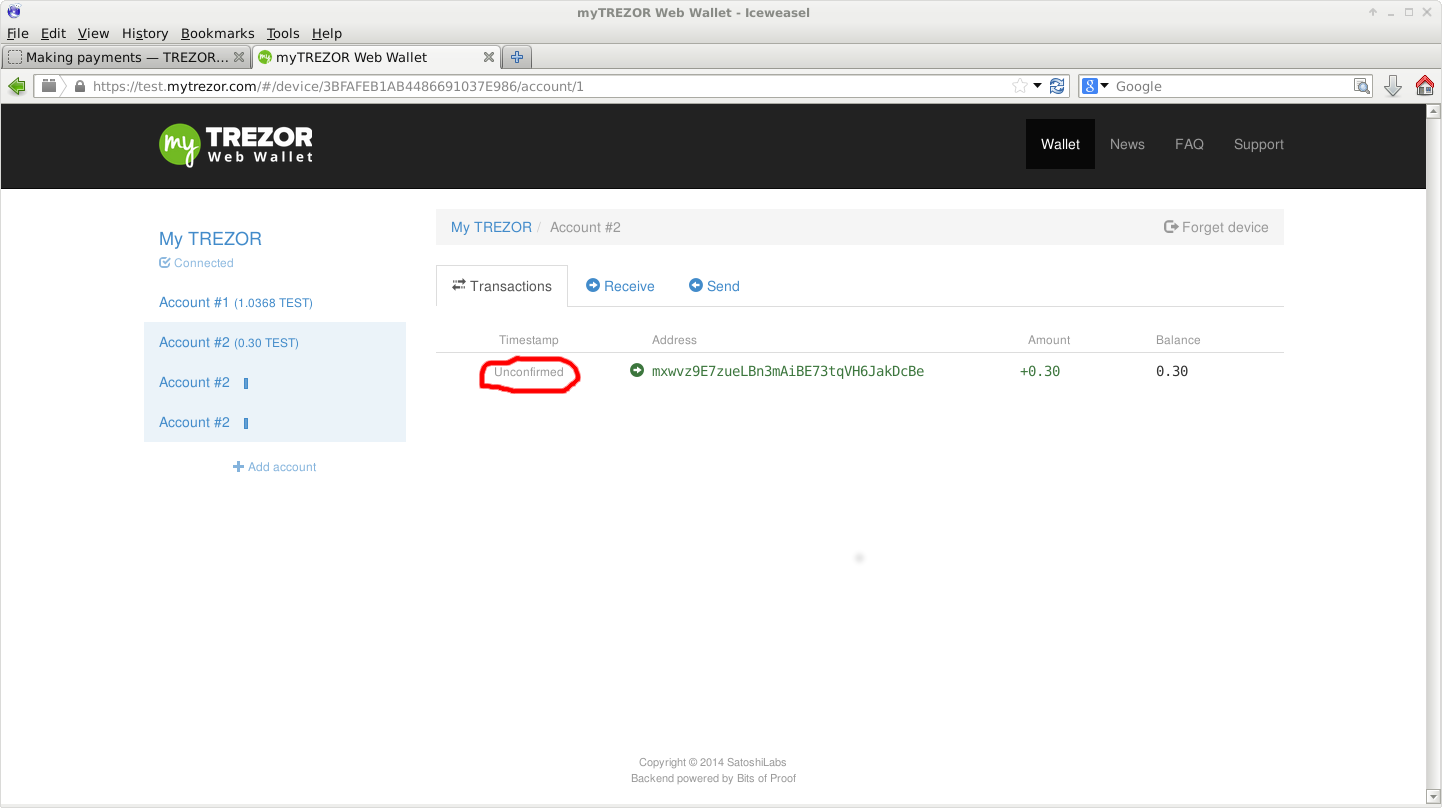 myTREZOR Web Wallet - Iceweasel
File Edit View History Bookmarks Tools Help
Making payments — TREZOR... myTREZOR Web Wallet
https://test.mytrezor.com/#/device/3BFAFEB1AB4486691037E986/account/1 8 Google
my TREZOR
Web Wallet
Wallet News FAQ Support
My TREZOR / Account #2 Forget device
My TREZOR
Connected
Account #1 (1.0368 TEST)
Account #2 (0.30 TEST)
Account #2
Account #2
Add account
Transactions Receive Send
Timestamp Address Amount Balance
Unconfirmed mxwvz9E7zueLBn3mAiBE73tqVH6JakDcBe +0.30 0.30
Copyright © 2014 SatoshiLabs
Backend powered by Bits of Proof